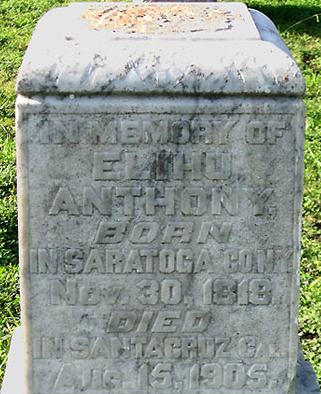 IN MEMORY OF
ELIHU
ANTHONY,
BORN
IN SARATOGA CO. N.Y.
NOV. 30, 1818
DIED
IN SANTA CRUZ CAL.
AUG. 15, 1905.